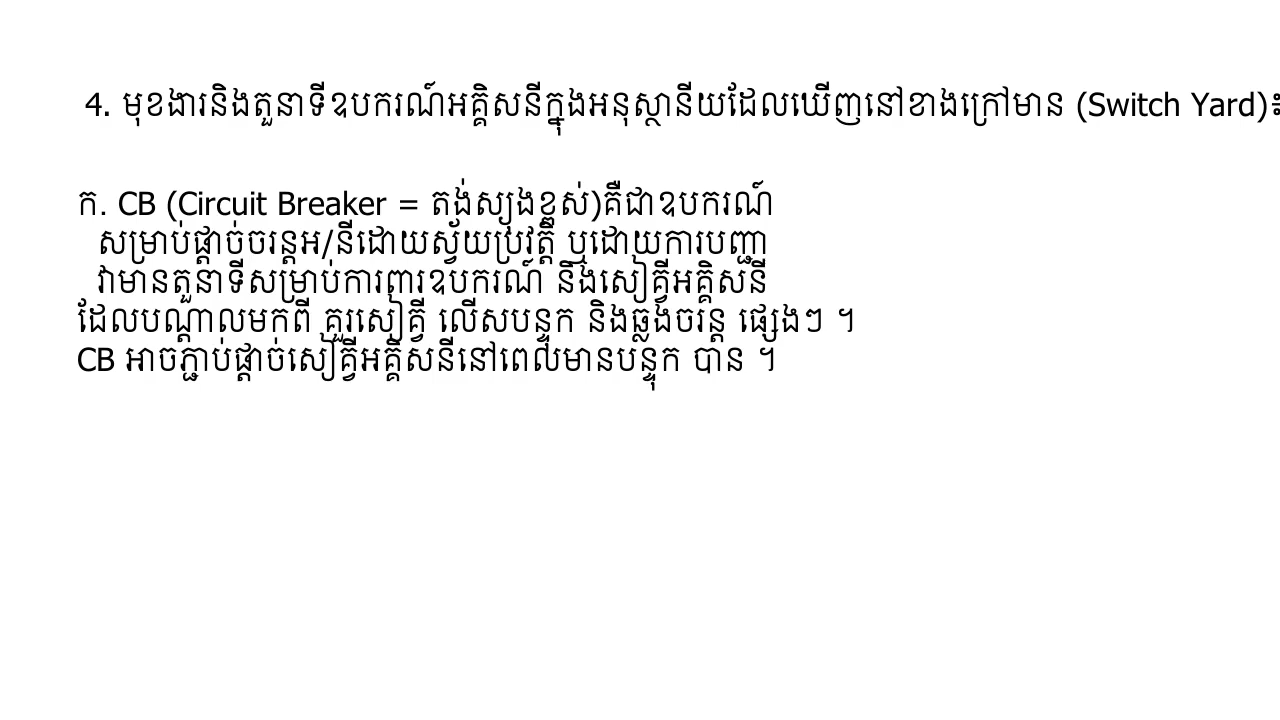 4. មុខងារនិងតួនាទីឧបករណ៍អគ្គិសនីក្នុងអនុស្ថានីយដែលឃើញនៅខាងក្រៅមាន (Switch Yard)៖
ក. CB (Circuit Breaker = តង់ស្យុងខ្ពស់)គឺជាឧបករណ៍
សម្រាប់ផ្តាច់ចរន្តអ/នីដោយស្វ័យប្រវត្តិ ឬដោយការបញ្ជា
វាមានតួនាទីសម្រាប់ការពារឧបករណ៍ និងសៀគ្វីអគ្គិសនី
ដែលបណ្តាលមកពី គួរសៀគ្វី លើសបន្ទុក និងឆ្លងចរន្ត ផ្សេងៗ ។
CB អាចភ្ជាប់ផ្តាច់សៀគ្វីអគ្គិសនីនៅពេលមានបន្ទុក បាន ។